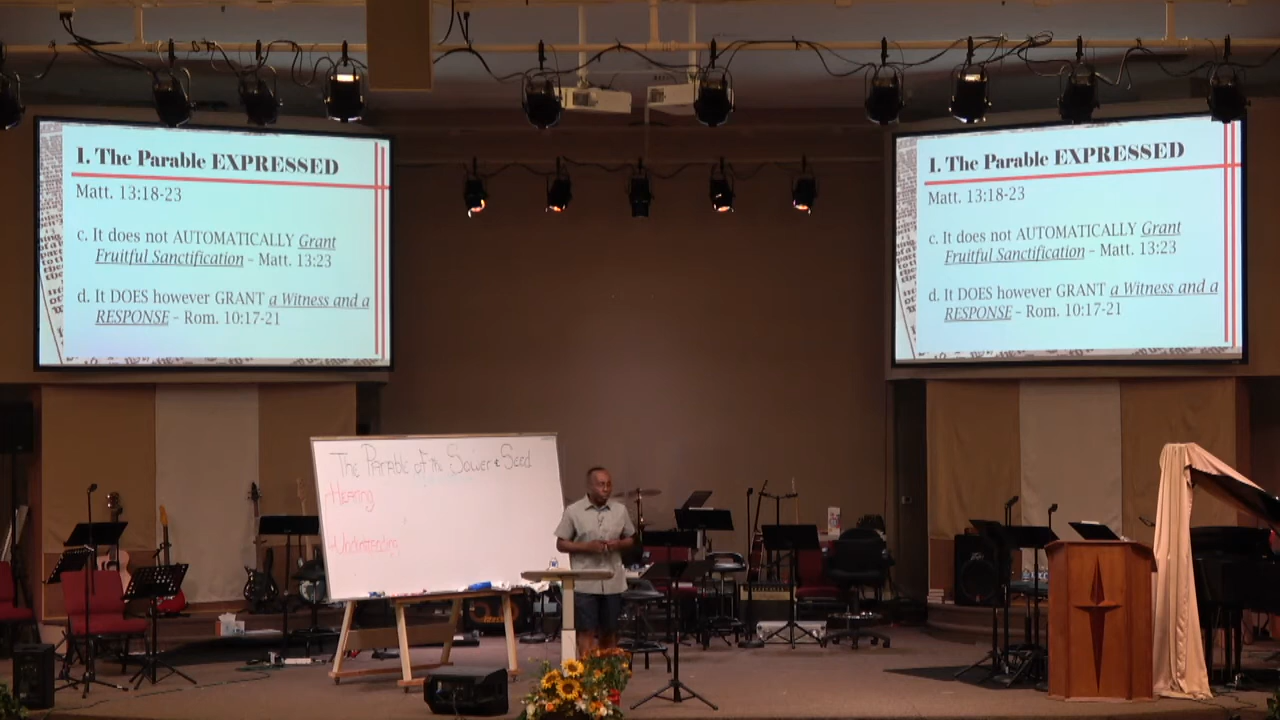 I. The Parable EXPRESSED
Matt. 13:18-23
c. It does not AUTOMATICALLY Grant
Fruitful Sanctification – Matt. 13:23
d. It DOES however GRANT a Witness and a
RESPONSE – Rom. 10:17-21
The Parable of the Sower & Seed
-Hearing
-Understanding
I. The Parable EXPRESSED
Matt. 13:18-23
c. It does not AUTOMATICALLY Grant
Fruitful Sanctification – Matt. 13:23
d. It DOES however GRANT a Witness and a
RESPONSE – Rom. 10:17-21